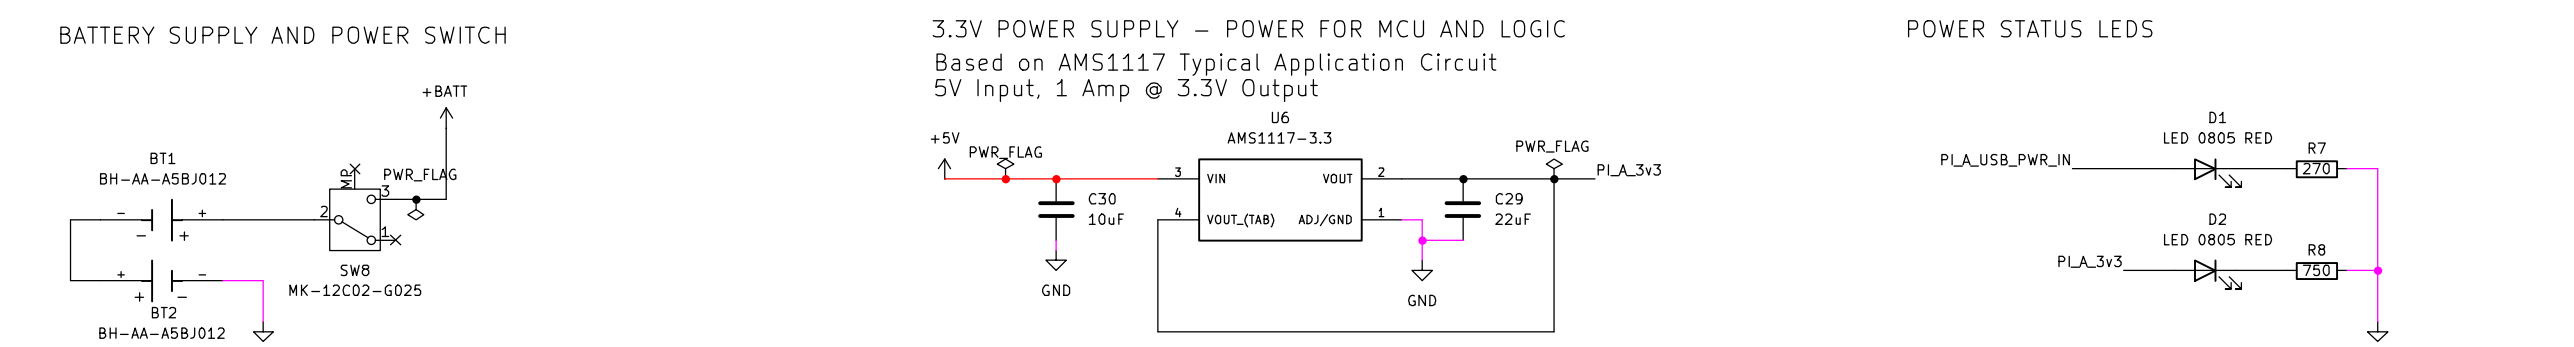 BATTERY SUPPLY AND POWER SWITCH
+BATT
BT1
BH-AA-A5BJ012
- +
- +
MP
PWR_FLAG
3
2
1
+ -
+ -
BT2
BH-AA-A5BJ012
SW8
MK-12C02-G025
3.3V POWER SUPPLY - POWER FOR MCU AND LOGIC
Based on AMS1117 Typical Application Circuit
5V Input, 1 Amp @ 3.3V Output
U6
AMS1117-3.3
+5V
PWR_FLAG
PWR_FLAG
PI_A_3v3
3 VIN VOUT 2
4 VOUT_(TAB) ADJ/GND 1
C30
10uF
C29
22uF
GND
GND
POWER STATUS LEDS
D1
LED 0805 RED
PI_A_USB_PWR_IN
R7
270
D2
LED 0805 RED
PI_A_3v3
R8
750